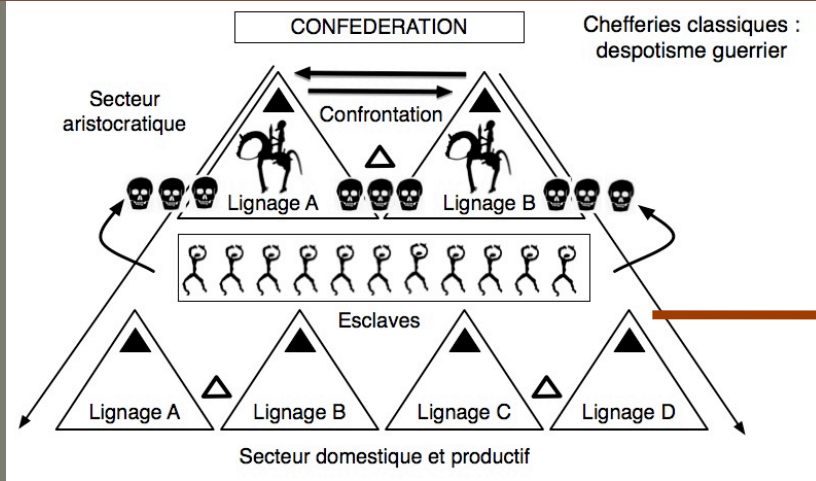 CONFEDERATION
Chefferies classiques :
despotisme guerrier
Secteur
aristocratique
Confrontation
Lignage A
Lignage B
Esclaves
Lignage A
Lignage B
Lignage C
Lignage D
Secteur domestique et productif